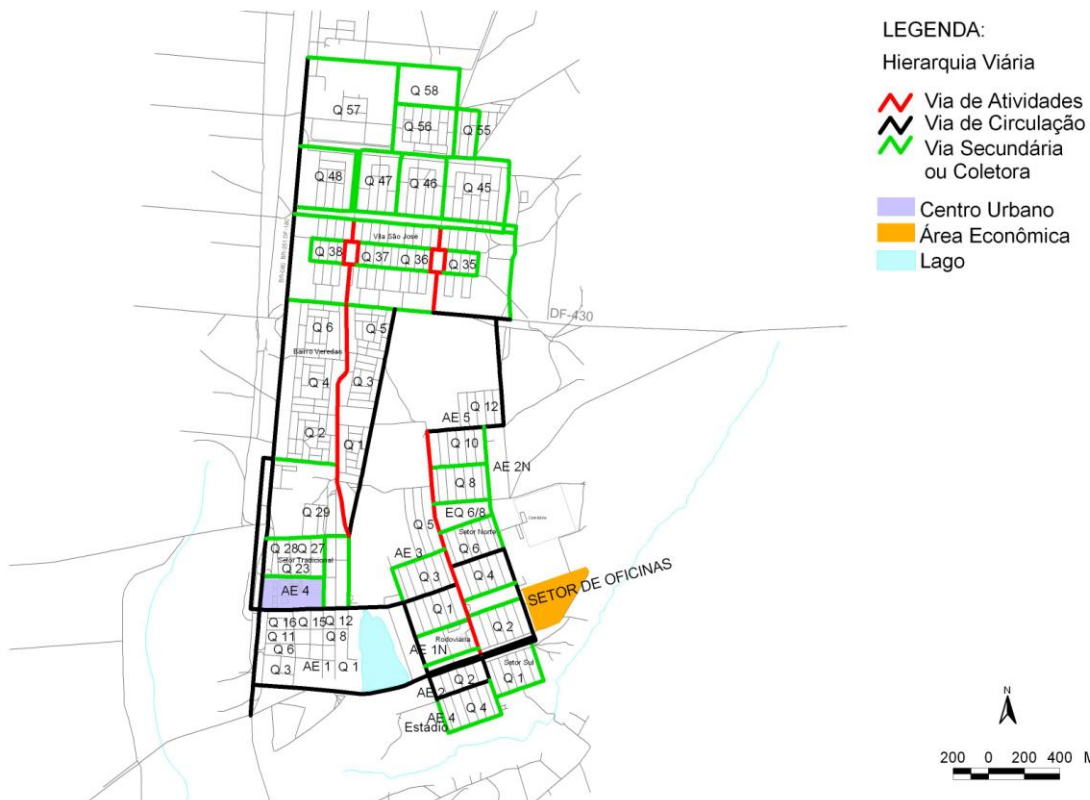 LEGENDA:
Hierarquia Viária
Via de Atividades
Via de Circulação
Via Secundária
ou Coletora
Centro Urbano
Área Econômica
Lago
Q 58
Q 57
Q 56
Q 55
Q 48
Q 47
Q 46
Q 45
Vila São José
Q 38
Q 37
Q 36
Q 35
DF-430
Q 6
Q 5
Bairro Veredas
Q 4
Q 3
Q 12
AE 5
Q 2
Q 1
Q 10
AE 2N
Q 8
Q 29
Q 5
EQ 6/8
Setor Norte
Q 28
Q 27
Setor Tradicional
Q 23
AE 3
Q 6
Q 3
Q 4
AE 4
SETOR DE OFICINAS
Q 1
Q 16
Q 15
Q 12
Q 11
Q 8
Q 2
Rodoviária
Q 6
AE 1N
Q 3
AE 1
Q 1
Setor Sul
Q 2
Q 1
AE 2
Q 4
AE 4
Estádio
N
200 0 200 400 M